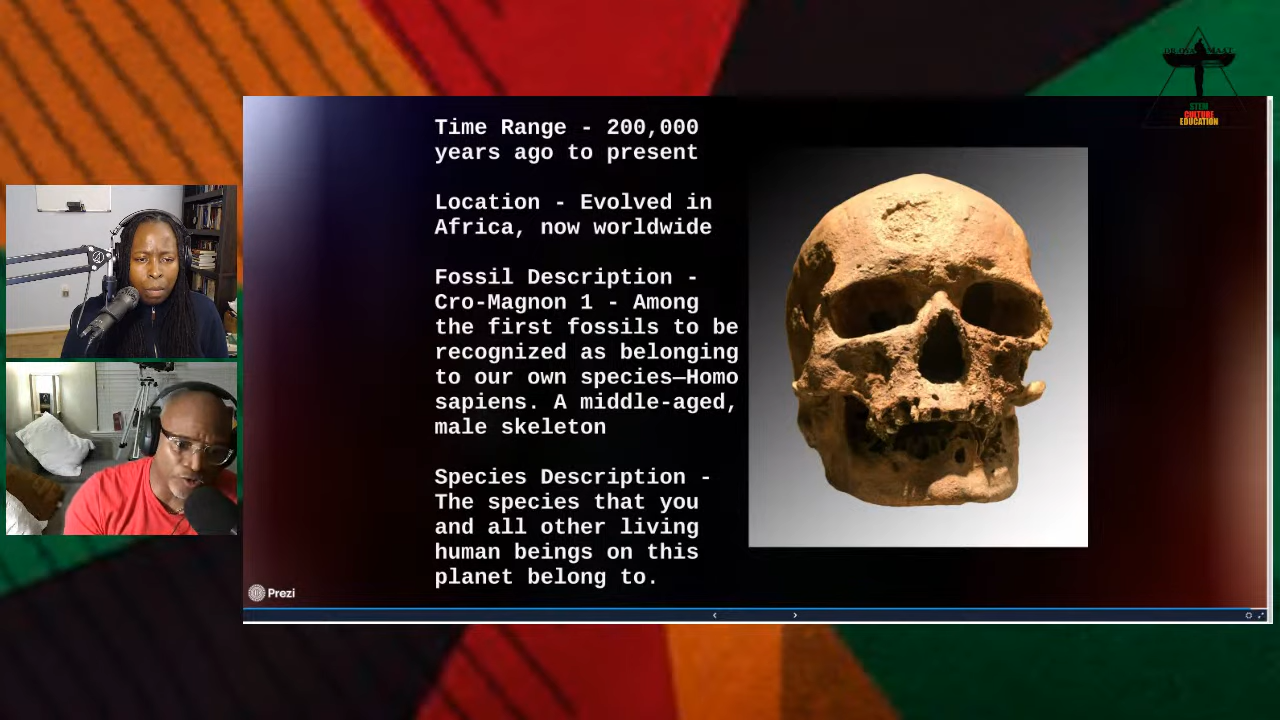 STEM
CULTURE
EDUCATION
Time Range - 200,000
years ago to present
Location - Evolved in
Africa, now worldwide
Fossil Description -
Cro-Magnon 1 - Among
the first fossils to be
recognized as belonging
to our own species—Homo
sapiens. A middle-aged,
male skeleton
Species Description -
The species that you
and all other living
human beings on this
planet belong to.
Prezi